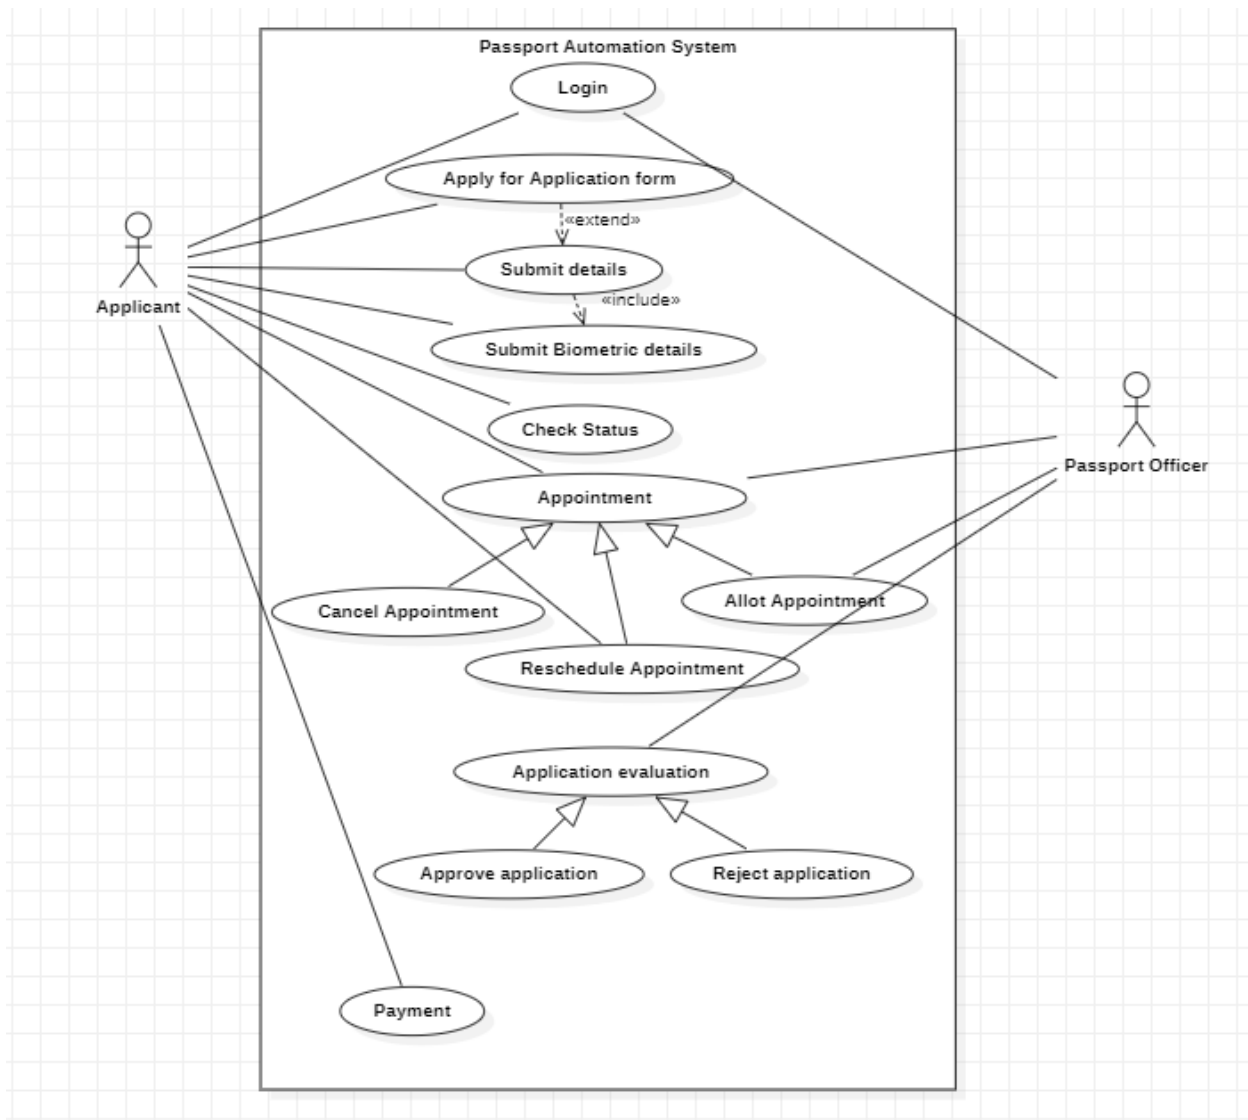 Passport Automation System
Login
Apply for Application form
«extend»
Submit details
«include»
Applicant
Submit Biometric details
Check Status
Passport Officer
Appointment
Allot Appointment
Cancel Appointment
Reschedule Appointment
Application evaluation
Approve application
Reject application
Payment